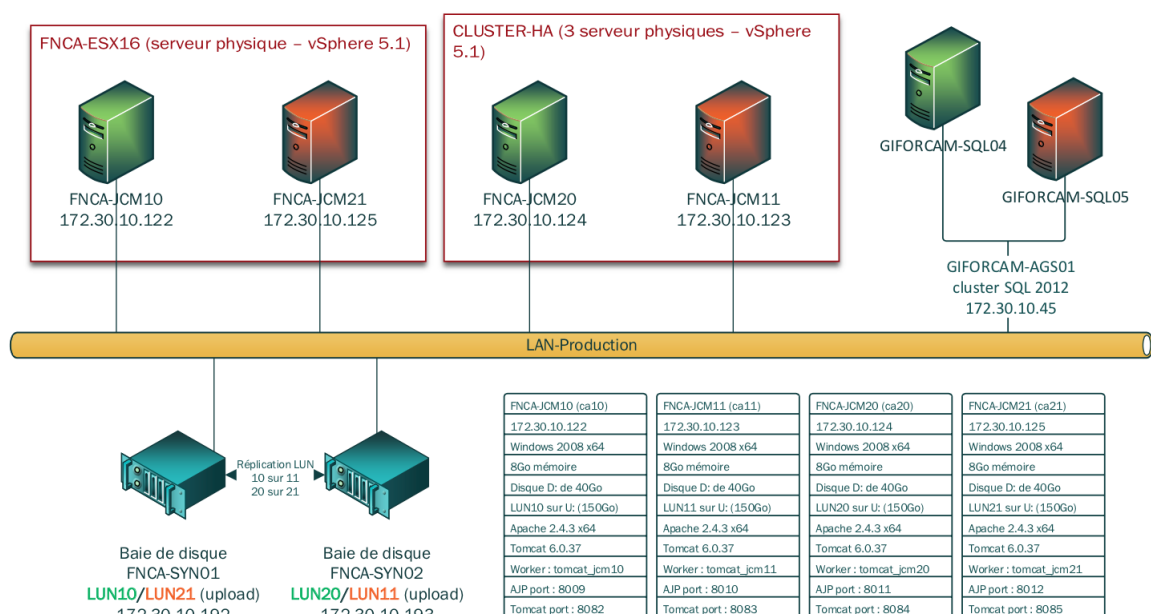 FNCA-ESX16 (serveur physique – vSphere 5.1)
CLUSTER-HA (3 serveur physiques – vSphere
5.1)
FNCA-JCM10
172.30.10.122
FNCA-JCM21
172.30.10.125
FNCA-JCM20
172.30.10.124
FNCA-JCM11
172.30.10.123
GIFORCAM-SQL04
GIFORCAM-SQL05
GIFORCAM-AGS01
cluster SQL 2012
172.30.10.45
LAN-Production
Réplication LUN
10 sur 11
20 sur 21
Baie de disque
FNCA-SYN01
LUN10/LUN21 (upload)
172.30.10.192
Baie de disque
FNCA-SYN02
LUN20/LUN11 (upload)
172.30.10.193
FNCA-JCM10 (ca10)
172.30.10.122
Windows 2008 x64
8Go mémoire
Disque D: de 40Go
LUN10 sur U: (150Go)
Apache 2.4.3 x64
Tomcat 6.0.37
Worker : tomcat_jcm10
AJP port : 8009
Tomcat port : 8082
FNCA-JCM11 (ca11)
172.30.10.123
Windows 2008 x64
8Go mémoire
Disque D: de 40Go
LUN11 sur U: (150Go)
Apache 2.4.3 x64
Tomcat 6.0.37
Worker : tomcat_jcm11
AJP port : 8010
Tomcat port : 8083
FNCA-JCM20 (ca20)
172.30.10.124
Windows 2008 x64
8Go mémoire
Disque D: de 40Go
LUN20 sur U: (150Go)
Apache 2.4.3 x64
Tomcat 6.0.37
Worker : tomcat_jcm20
AJP port : 8011
Tomcat port : 8084
FNCA-JCM21 (ca21)
172.30.10.125
Windows 2008 x64
8Go mémoire
Disque D: de 40Go
LUN21 sur U: (150Go)
Apache 2.4.3 x64
Tomcat 6.0.37
Worker : tomcat_jcm21
AJP port : 8012
Tomcat port : 8085